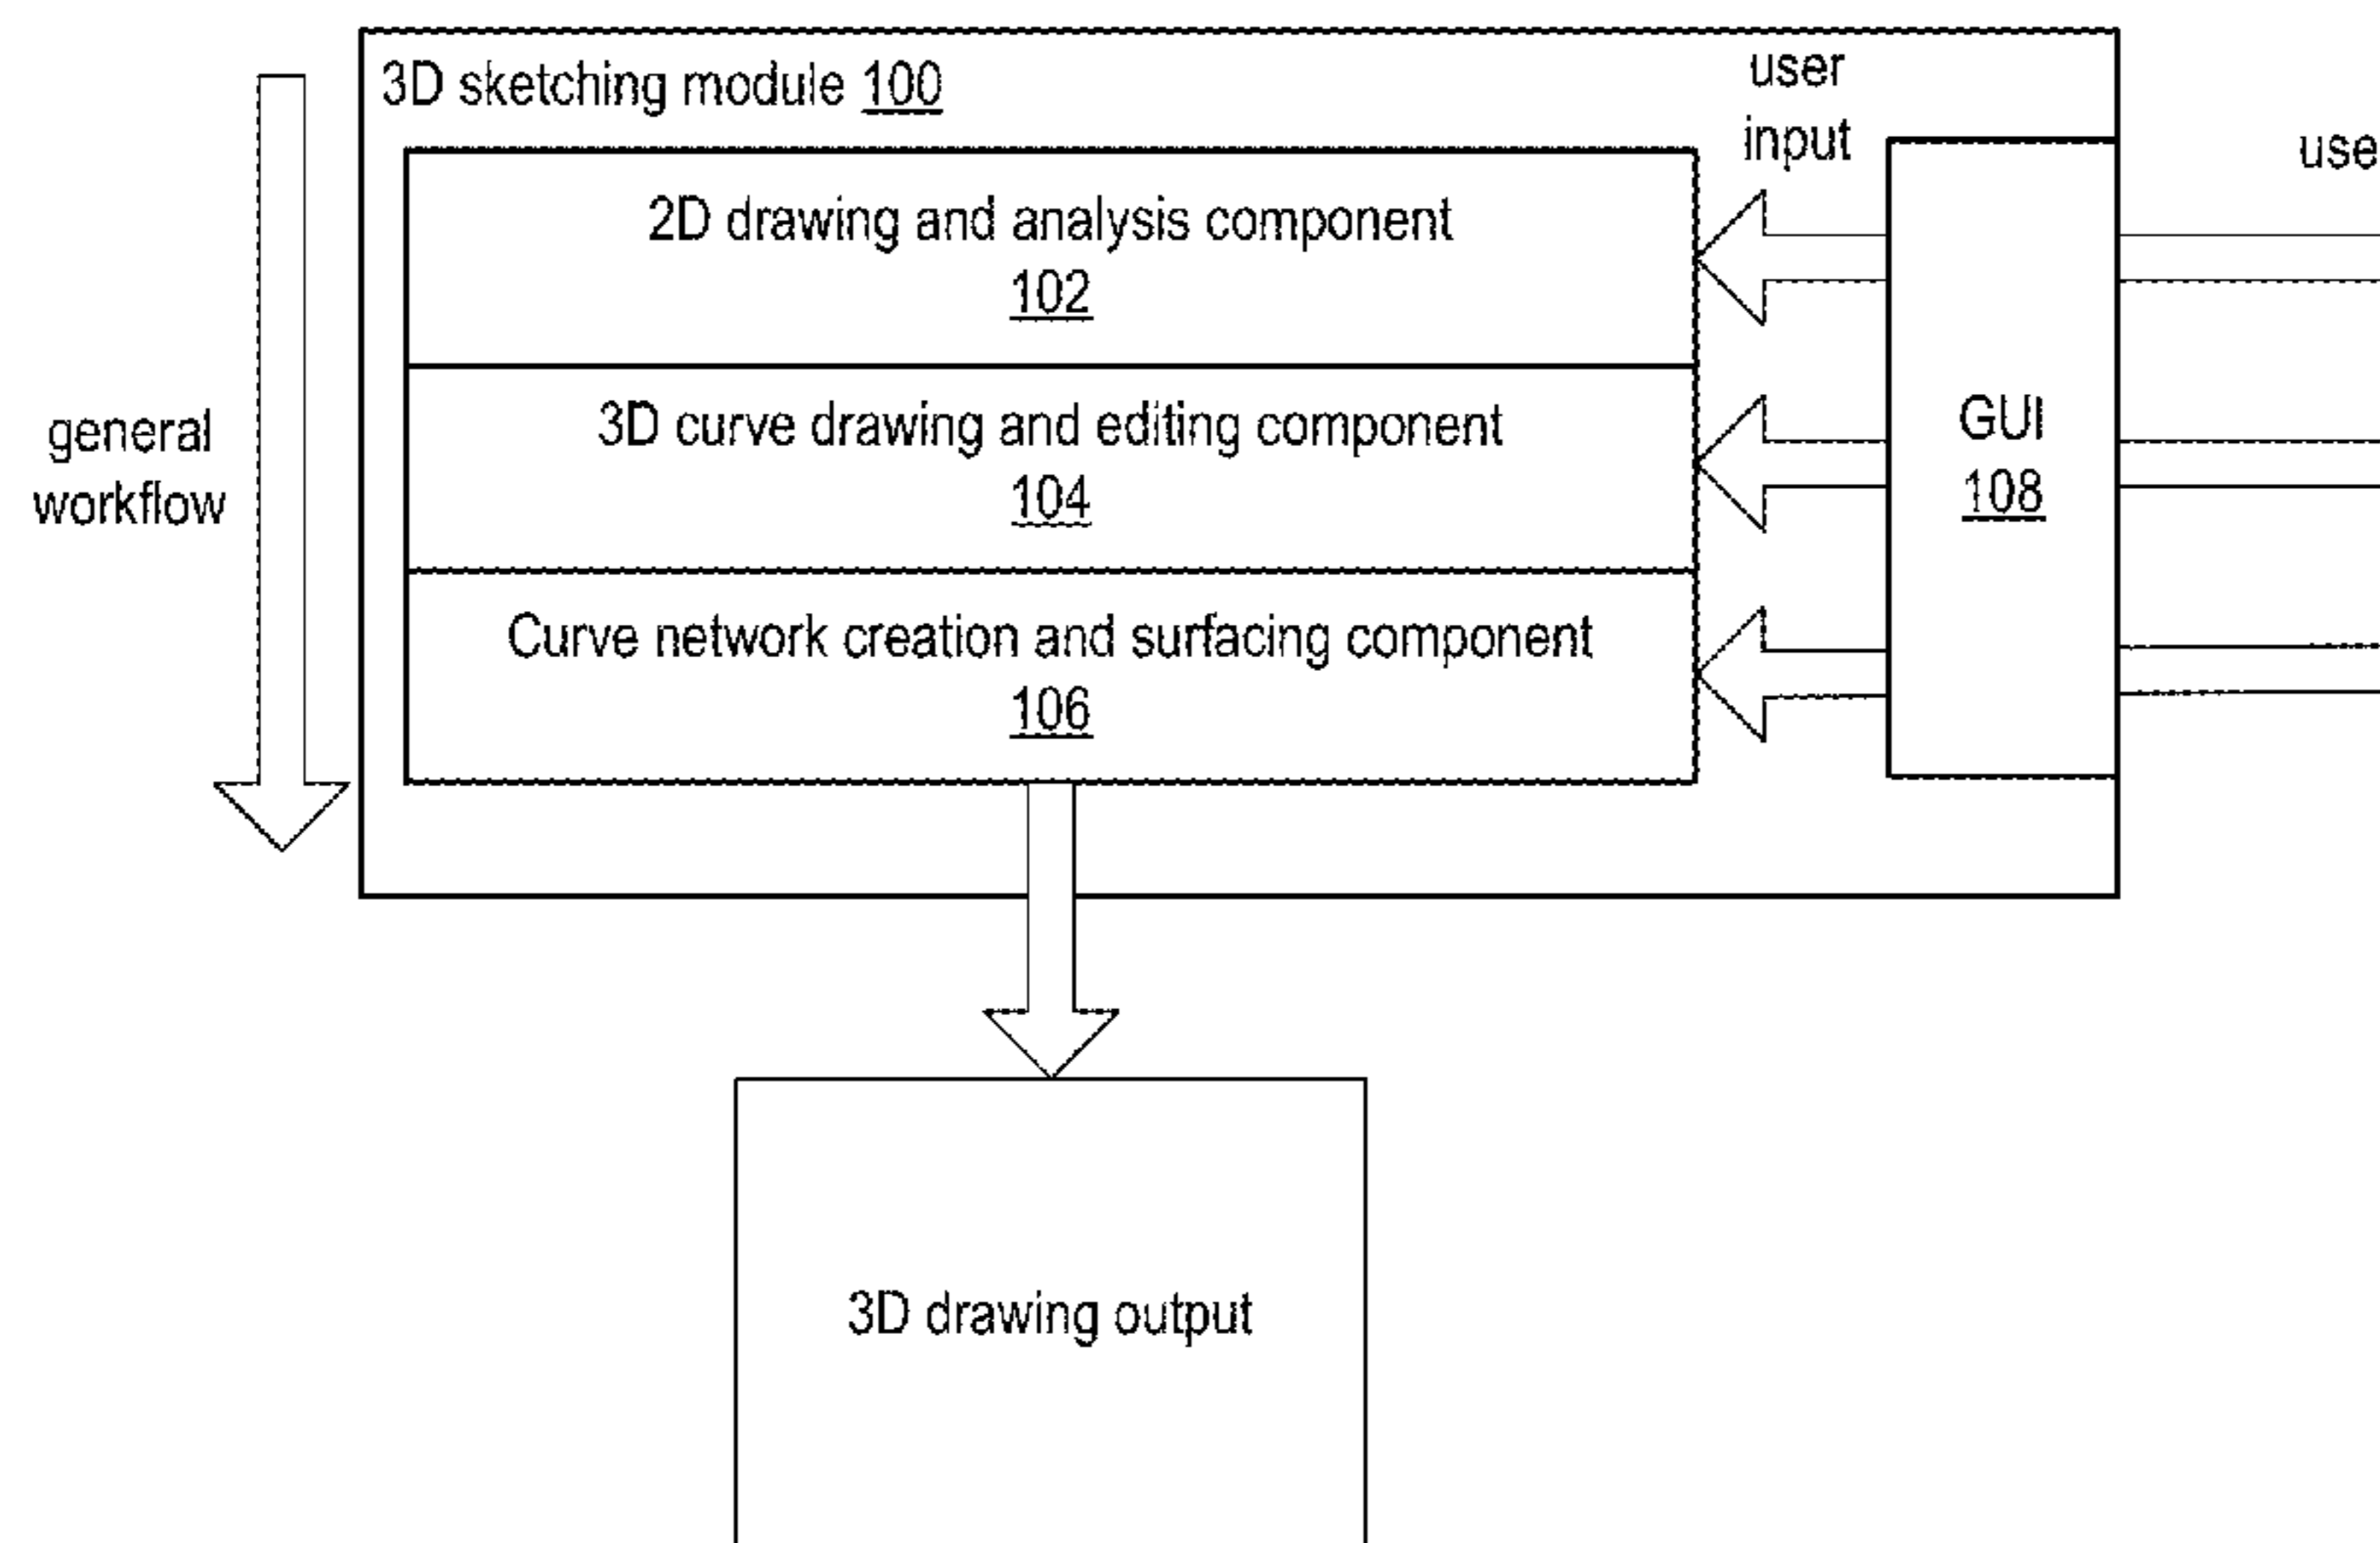 3D sketching module 100
user
input
2D drawing and analysis component
102
3D curve drawing and editing component
104
Curve network creation and surfacing component
106
GUI
108
general
workflow
3D drawing output